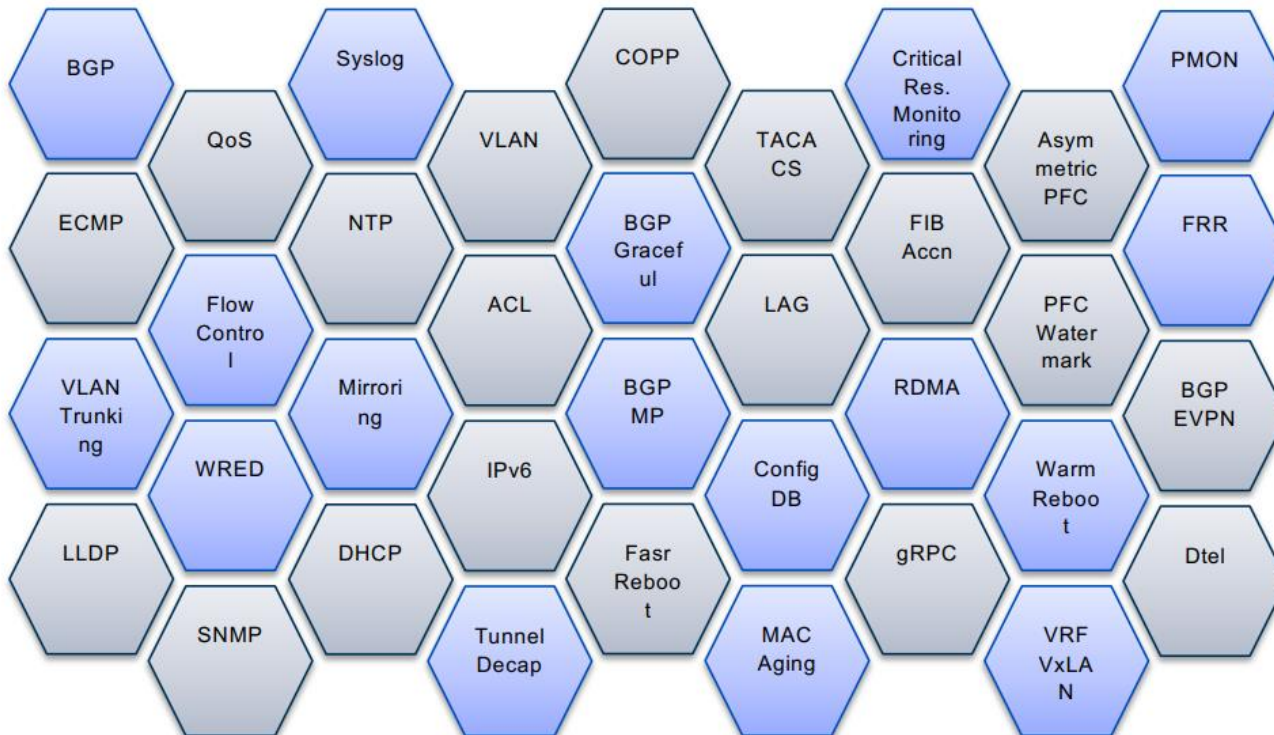 BGP
Syslog
COPP
Critical
Res.
Monito
ring
PMON
QoS
VLAN
TACA
CS
Asym
metric
PFC
ECMP
NTP
BGP
Gracef
ul
FIB
Accn
FRR
Flow
Contro
l
ACL
LAG
PFC
Water
mark
VLAN
Trunki
ng
Mirrori
ng
BGP
MP
RDMA
BGP
EVPN
WRED
IPv6
Config
DB
Warm
Reboo
t
LLDP
DHCP
Fasr
Reboo
t
gRPC
Dtel
SNMP
Tunnel
Decap
MAC
Aging
VRF
VxLA
N